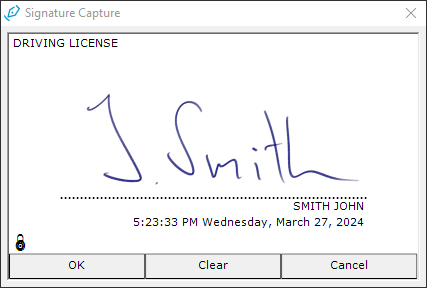 Signature Capture
DRIVING LICENSE
J. Smith
SMITH JOHN
5:23:33 PM Wednesday, March 27, 2024
OK Clear Cancel